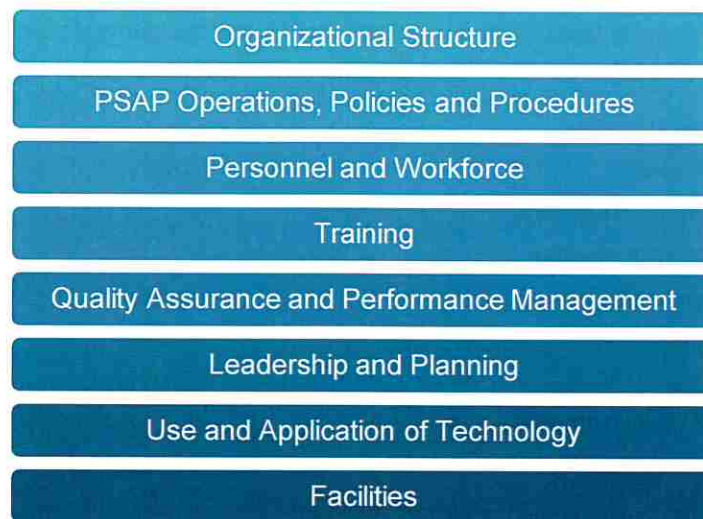 Organizational Structure
PSAP Operations, Policies and Procedures
Personnel and Workforce
Training
Quality Assurance and Performance Management
Leadership and Planning
Use and Application of Technology
Facilities